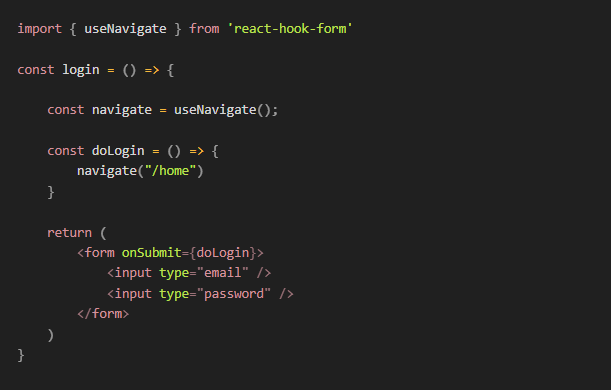 import { useNavigate } from 'react-hook-form'
const login = () => {
const navigate = useNavigate();
const doLogin = () => {
navigate("/home")
}
return (
<form onSubmit={doLogin}>
<input type="email" />
<input type="password" />
</form>
)
}